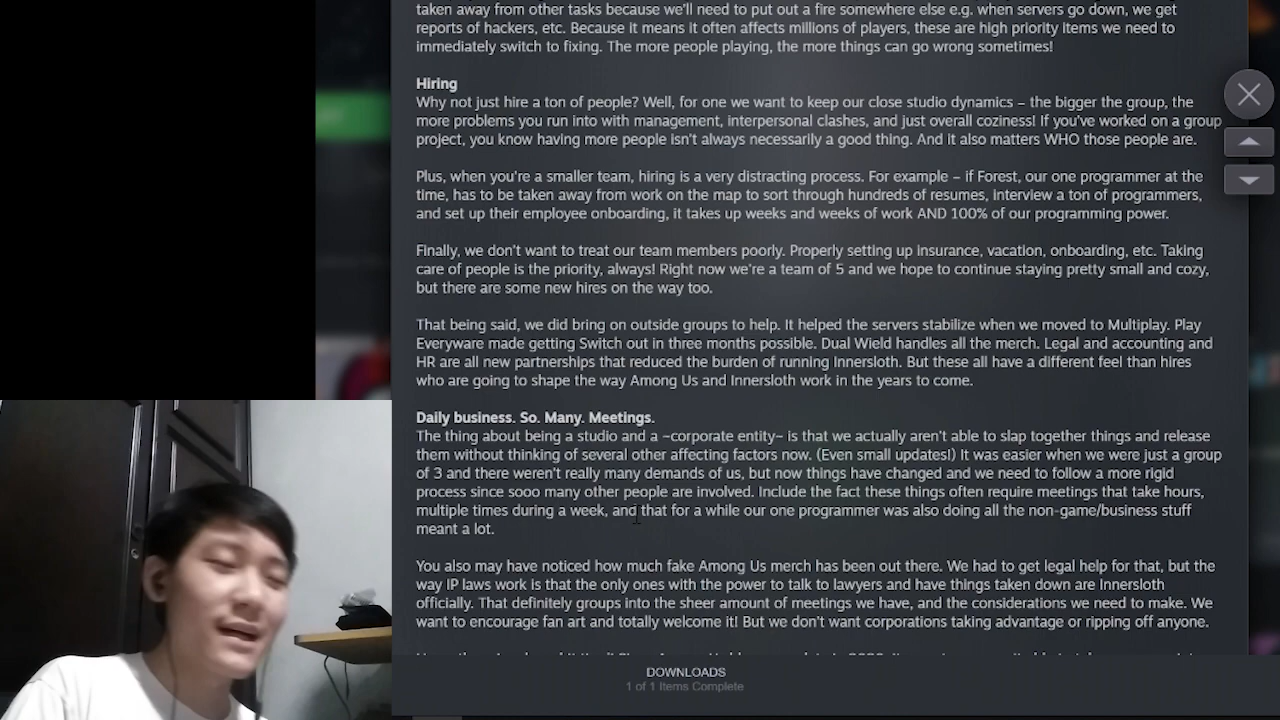 taken away from other tasks because we'll need to put out a fire somewhere else e.g. when servers go down, we get
reports of hackers, etc. Because it means it often affects millions of players, these are high priority items we need to
immediately switch to fixing. The more people playing, the more things can go wrong sometimes!
Hiring
Why not just hire a ton of people? Well, for one we want to keep our close studio dynamics – the bigger the group, the
more problems you run into with management, interpersonal clashes, and just overall coziness! If you've worked on a group
project, you know having more people isn't always necessarily a good thing. And it also matters WHO those people are.
Plus, when you're a smaller team, hiring is a very distracting process. For example – if Forest, our one programmer at the
time, has to be taken away from work on the map to sort through hundreds of resumes, interview a ton of programmers,
and set up their employee onboarding, it takes up weeks and weeks of work AND 100% of our programming power.
Finally, we don't want to treat our team members poorly. Properly setting up insurance, vacation, onboarding, etc. Taking
care of people is the priority, always! Right now we're a team of 5 and we hope to continue staying pretty small and cozy,
but there are some new hires on the way too.
That being said, we did bring on outside groups to help. It helped the servers stabilize when we moved to Multiplay. Play
Everyware made getting Switch out in three months possible. Dual Wield handles all the merch. Legal and accounting and
HR are all new partnerships that reduced the burden of running Innersloth. But these all have a different feel than hires
who are going to shape the way Among Us and Innersloth work in the years to come.
Daily business. So. Many. Meetings.
The thing about being a studio and a ~corporate entity~ is that we actually aren't able to slap together things and release
them without thinking of several other affecting factors now. (Even small updates!) It was easier when we were just a group
of 3 and there weren't really many demands of us, but now things have changed and we need to follow a more rigid
process since sooo many other people are involved. Include the fact these things often require meetings that take hours,
multiple times during a week, and that for a while our one programmer was also doing all the non-game/business stuff
meant a lot.
You also may have noticed how much fake Among Us merch has been out there. We had to get legal help for that, but the
way IP laws work is that the only ones with the power to talk to lawyers and have things taken down are Innersloth
officially. That definitely groups into the sheer amount of meetings we have, and the considerations we need to make. We
want to encourage fan art and totally welcome it! But we don't want corporations taking advantage or ripping off anyone.
DOWNLOADS
1 of 1 Items Complete